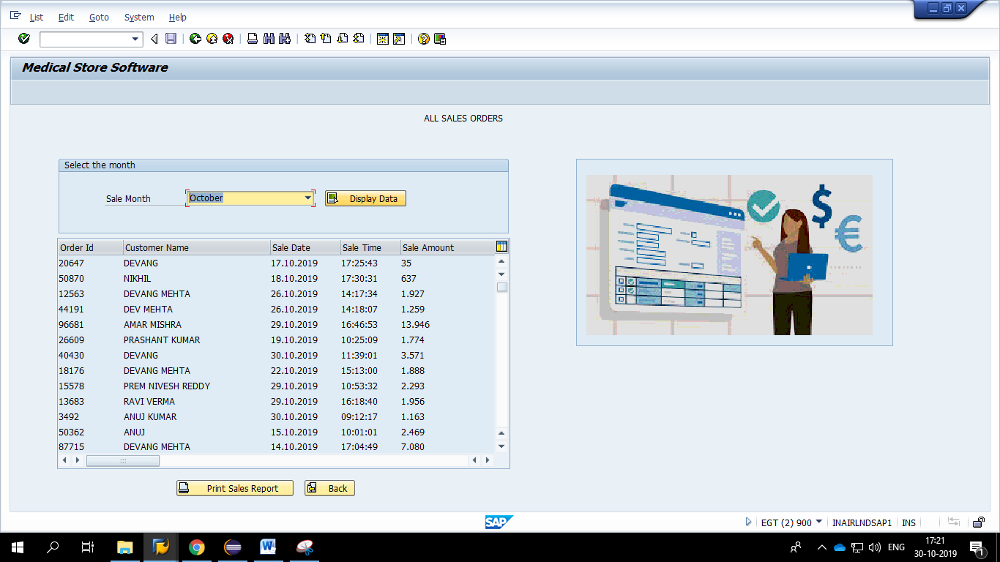 List Edit Goto System Help
Medical Store Software
ALL SALES ORDERS
Select the month
Sale Month October Display Data
Order Id Customer Name Sale Date Sale Time Sale Amount
20647 DEVANG 17.10.2019 17:25:43 35
50870 NIKHIL 18.10.2019 17:30:31 637
12563 DEVANG MEHTA 26.10.2019 14:17:34 1.927
44191 DEV MEHTA 26.10.2019 14:18:07 1.259
96681 AMAR MISHRA 29.10.2019 16:46:53 13.946
26609 PRASHANT KUMAR 19.10.2019 10:25:09 1.774
40430 DEVANG 30.10.2019 11:39:01 3.571
18176 DEVANG MEHTA 22.10.2019 15:13:00 1.888
15578 PREM NIVESH REDDY 29.10.2019 10:53:32 2.293
13683 RAVI VERMA 29.10.2019 16:18:40 1.956
3492 ANUJ KUMAR 30.10.2019 09:12:17 1.163
50362 ANUJ 15.10.2019 10:01:01 2.469
87715 DEVANG MEHTA 14.10.2019 17:04:49 7.080
Print Sales Report Back
SAP EGT (2) 900 INAIRLNDSAP1 INS
ENG 17:21
30-10-2019 1